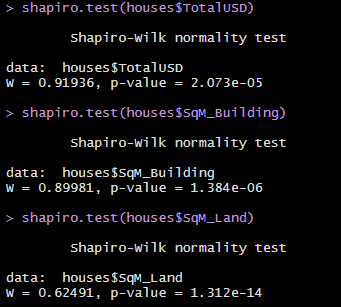 > shapiro.test(houses$TotalUSD)
Shapiro-Wilk normality test
data:  houses$TotalUSD
W = 0.91936, p-value = 2.073e-05
> shapiro.test(houses$SqM_Building)
Shapiro-Wilk normality test
data:  houses$SqM_Building
W = 0.89981, p-value = 1.384e-06
> shapiro.test(houses$SqM_Land)
Shapiro-Wilk normality test
data:  houses$SqM_Land
W = 0.62491, p-value = 1.312e-14